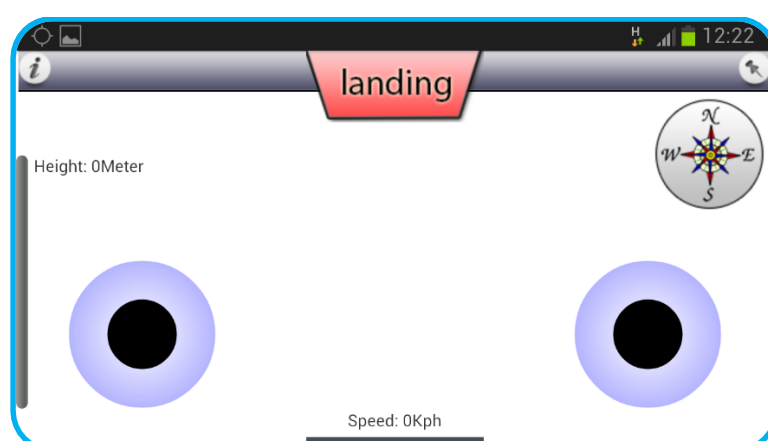 H 12:22
i
landing
N
W E
S
Height: 0Meter
Speed: 0Kph